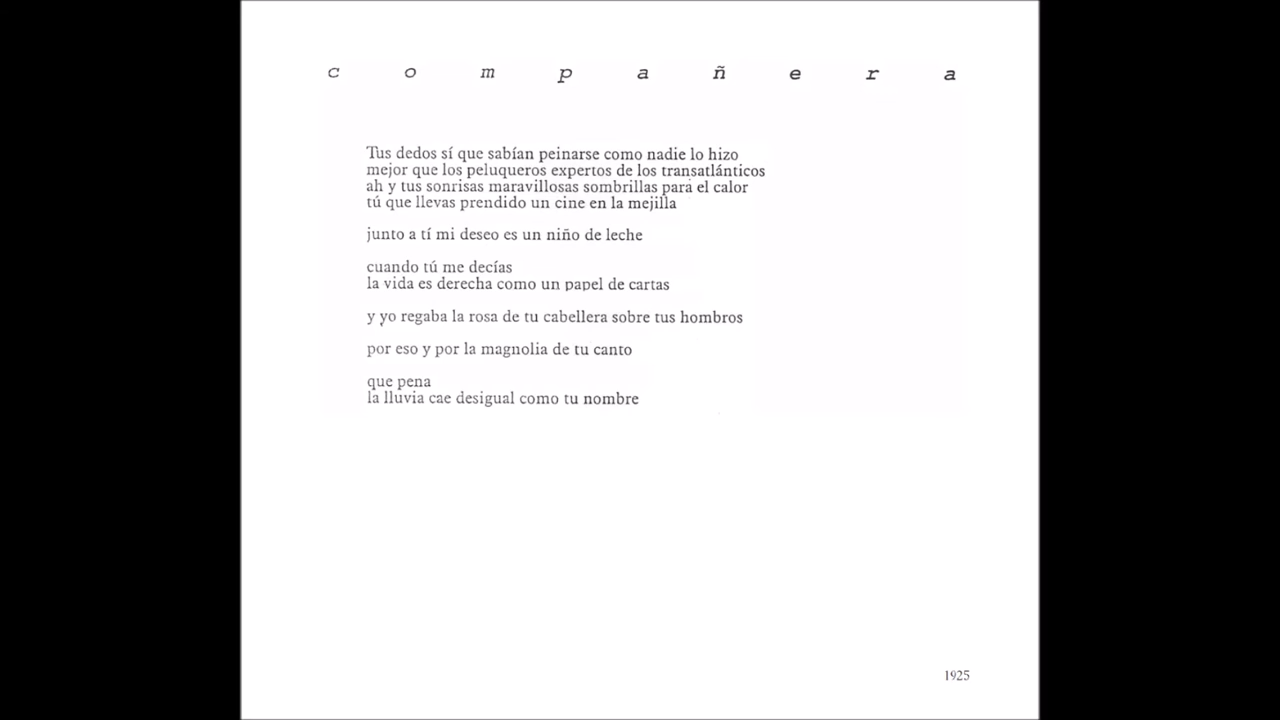 c o m p a ñ e r a
Tus dedos sí que sabían peinarse como nadie lo hizo
mejor que los peluqueros expertos de los transatlánticos
ah y tus sonrisas maravillosas sombrillas para el calor
tú que llevas prendido un cine en la mejilla
junto a tí mi deseo es un niño de leche
cuando tú me decías
la vida es derecha como un papel de cartas
y yo regaba la rosa de tu cabellera sobre tus hombros
por eso y por la magnolia de tu canto
que pena
la lluvia cae desigual como tu nombre
1925